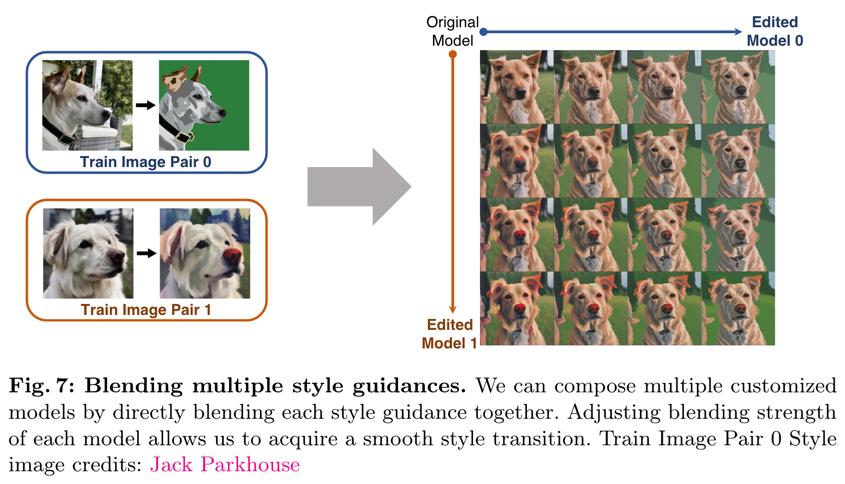 Original
Model
Edited
Model 0
Train Image Pair 0
Train Image Pair 1
Edited
Model 1
Fig. 7: Blending multiple style guidances. We can compose multiple customized
models by directly blending each style guidance together. Adjusting blending strength
of each model allows us to acquire a smooth style transition. Train Image Pair 0 Style
image credits: Jack Parkhouse